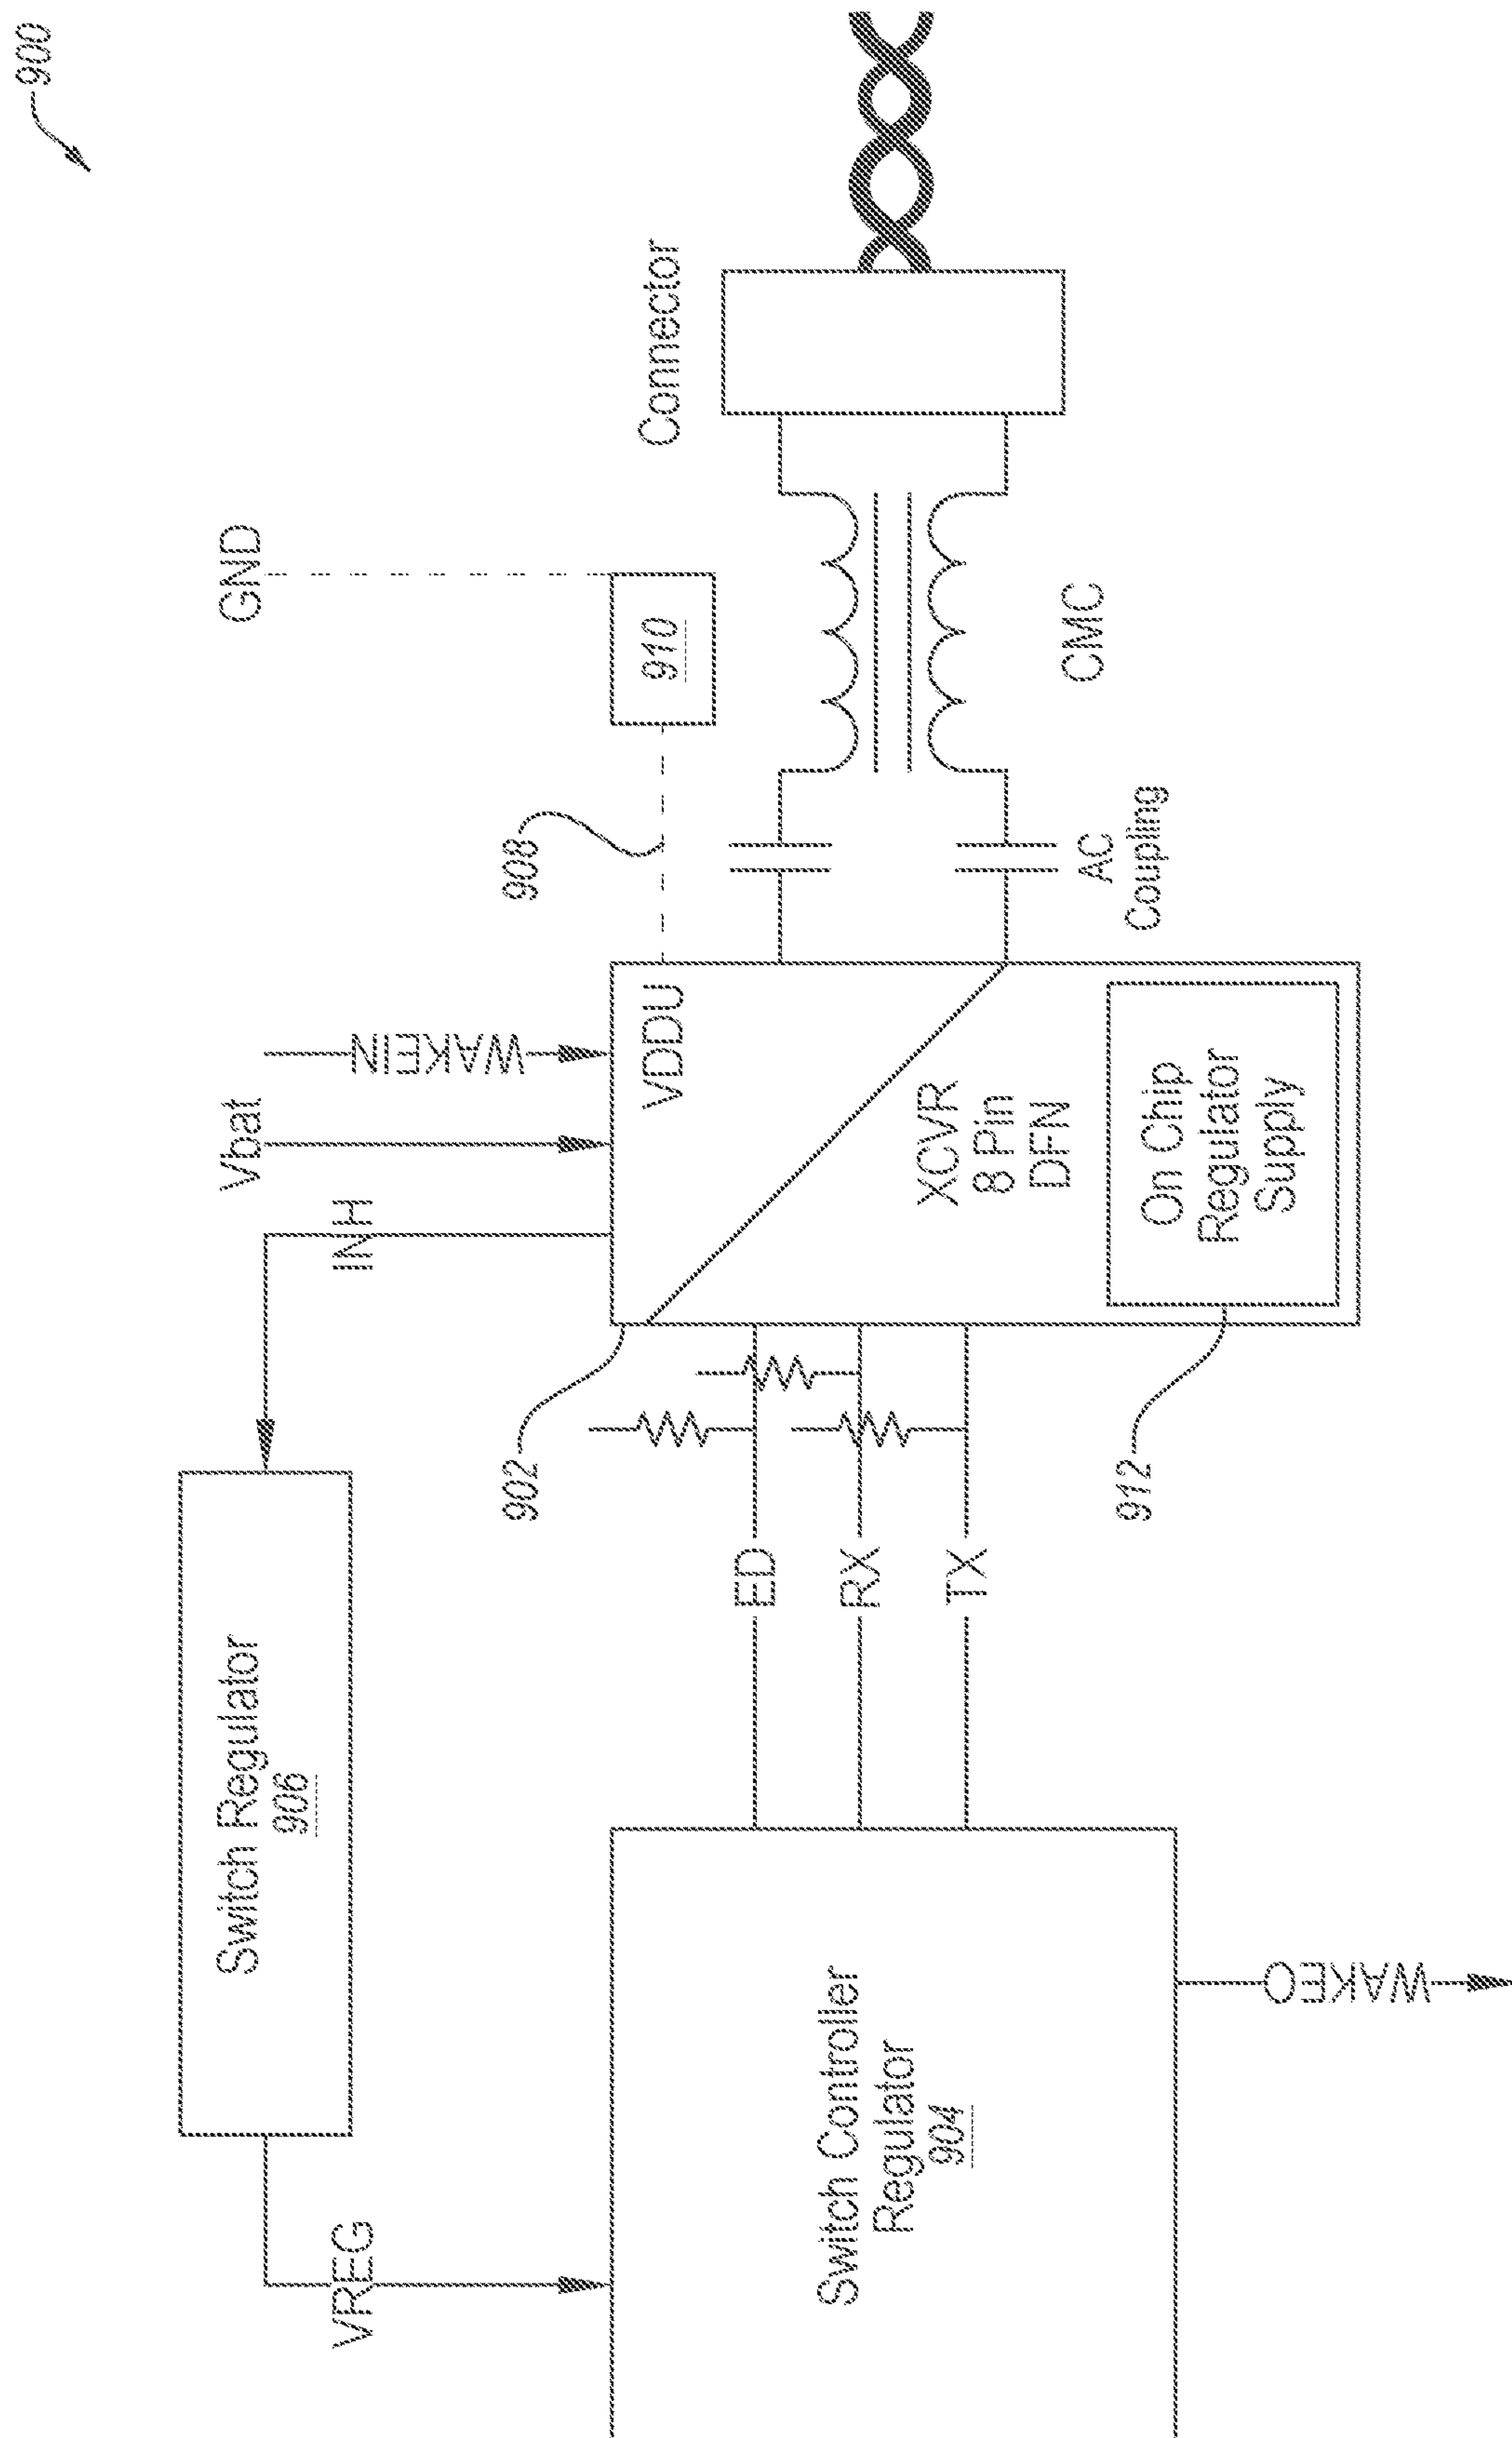 900
Switch Regulator
906
VREG
INH
Vbat
WAKEIN
GND
908
910
Connector
902
VDDU
XCVR
8 Pin
DFN
On Chip
Regulator
Supply
912
ED
RX
TX
AC
Coupling
CMC
Switch Controller
Regulator
904
WAKEO